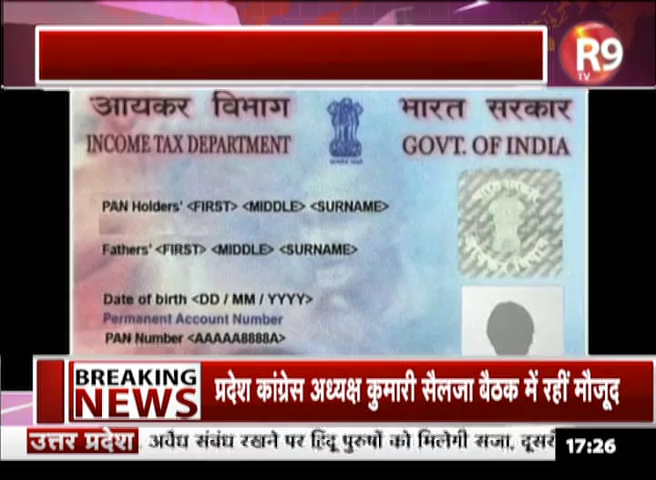 R9
TV
आयकर विभाग
भारत सरकार
INCOME TAX DEPARTMENT
GOVT. OF INDIA
PAN Holders' <FIRST> <MIDDLE> <SURNAME>
Fathers' <FIRST> <MIDDLE> <SURNAME>
Date of birth <DD / MM / YYYY>
Permanent Account Number
PAN Number <AAAAA8888A>
BREAKING
NEWS
प्रदेश कांग्रेस अध्यक्ष कुमारी सैलजा बैठक में रहीं मौजूद
उत्तर प्रदेश
अवैध संबंध रखने पर हिंदू पुरुषों को मिलेगी सजा,
17:26